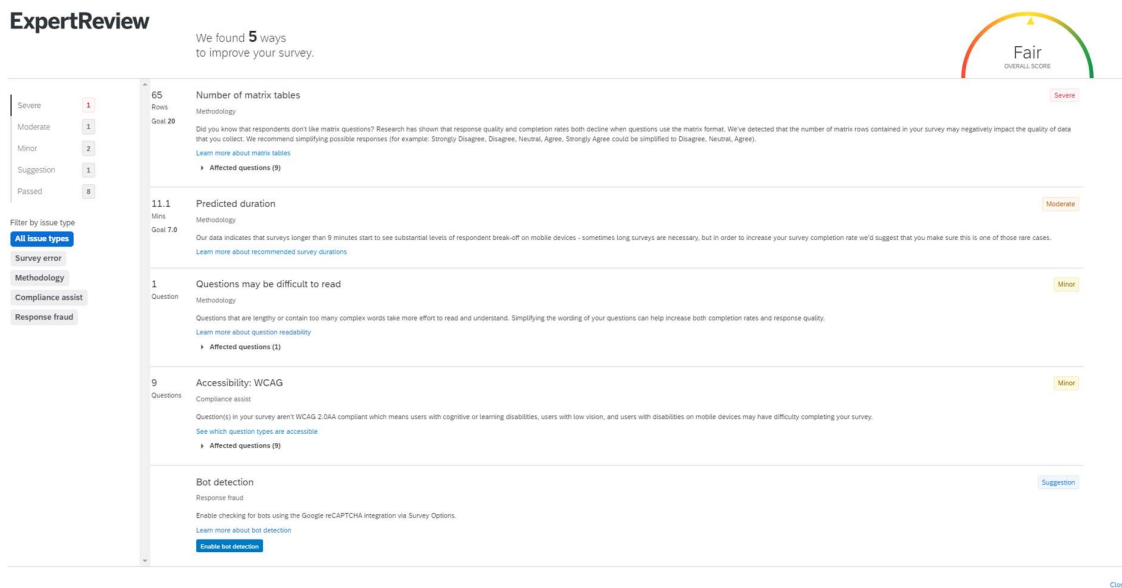 ExpertReview
We found 5 ways
to improve your survey.
Fair
OVERALL SCORE
Severe 1
Moderate 1
Minor 2
Suggestion 1
Passed 8
Filter by issue type
All issue types
Survey error
Methodology
Compliance assist
Response fraud
65
Rows
Goal 20
Number of matrix tables
Severe
Methodology
Did you know that respondents don't like matrix questions? Research has shown that response quality and completion rates both decline when questions use the matrix format. We've detected that the number of matrix rows contained in your survey may negatively impact the quality of data
that you collect. We recommend simplifying possible responses (for example: Strongly Disagree, Disagree, Neutral, Agree, Strongly Agree could be simplified to Disagree, Neutral, Agree).
Learn more about matrix tables
Affected questions (9)
11.1
Mins
Goal 7.0
Predicted duration
Moderate
Methodology
Our data indicates that surveys longer than 9 minutes start to see substantial levels of respondent break-off on mobile devices - sometimes long surveys are necessary, but in order to increase your survey completion rate we'd suggest that you make sure this is one of those rare cases.
Learn more about recommended survey durations
1
Question
Questions may be difficult to read
Minor
Methodology
Questions that are lengthy or contain too many complex words take more effort to read and understand. Simplifying the wording of your questions can help increase both completion rates and response quality.
Learn more about question readability
Affected questions (1)
9
Questions
Accessibility: WCAG
Minor
Compliance assist
Question(s) in your survey aren't WCAG 2.0AA compliant which means users with cognitive or learning disabilities, users with low vision, and users with disabilities on mobile devices may have difficulty completing your survey.
See which question types are accessible
Affected questions (9)
Bot detection
Suggestion
Response fraud
Enable checking for bots using the Google reCAPTCHA integration via Survey Options.
Learn more about bot detection
Enable bot detection
Clos